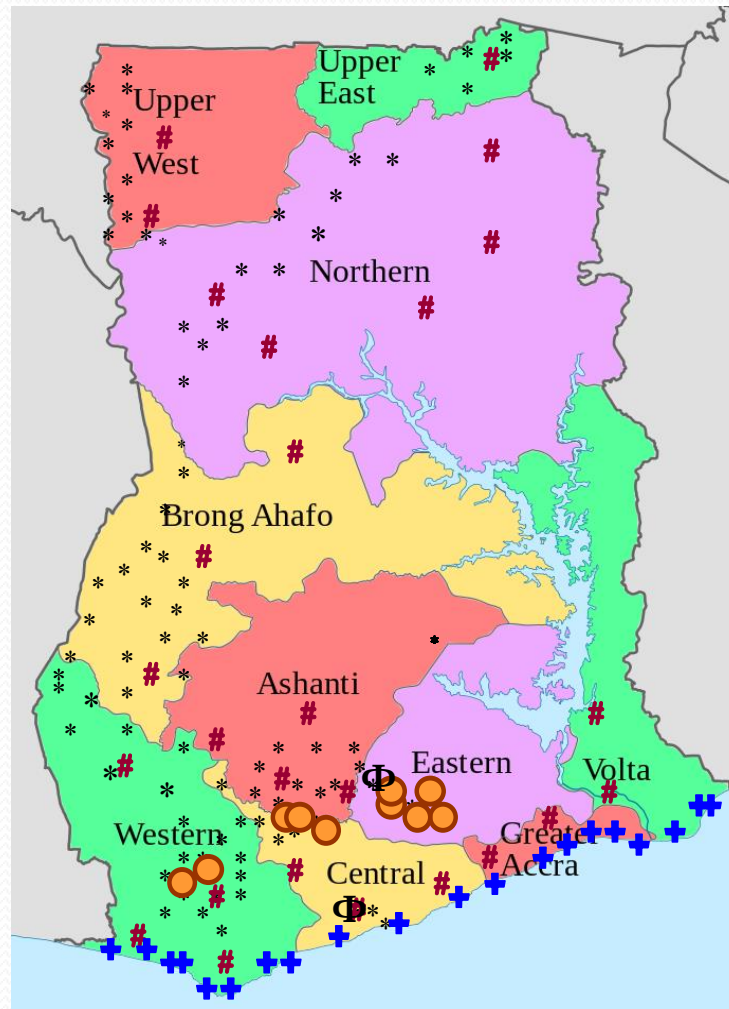 Upper
East
Upper
West
Northern
Brong Ahafo
Ashanti
Eastern
Volta
Western
Greater
Accra
Central